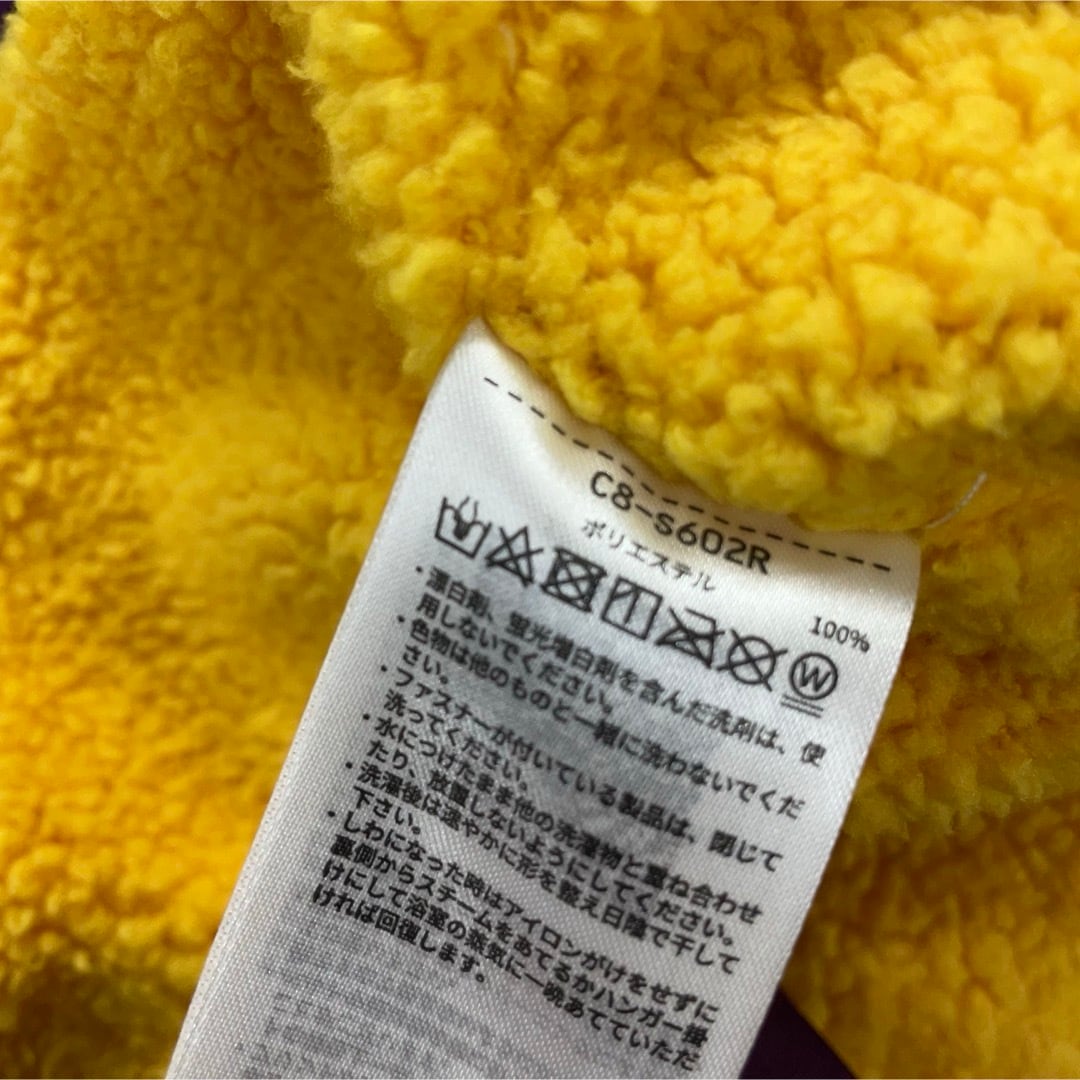 C8-S602R
ポリエステル 100%
W
・漂白剤、蛍光増白剤を含んだ洗剤は、使
用しないでください。
・色物は他のものと一緒に洗わないでくだ
さい。
・ファスナーが付いている製品は、閉じて
洗ってください。
・水につけたまま他の洗濯物と重ね合わせ
たり、放置しないようにしてください。
・洗濯後は速やかに形を整え日陰で干して
下さい。
・しわになった時はアイロンがけをせずに
裏側からスチームをあてるかハンガー掛
けにして浴室の蒸気に一晩あてていただ
ければ回復します。